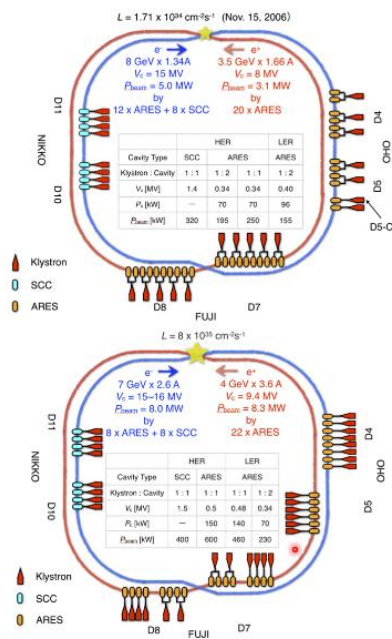 L = 1.71 x 10³⁴ cm⁻²s⁻¹ (Nov. 15, 2006)
e⁻
8 GeV x 1.34A
Vc = 15 MV
Pbeam = 5.0 MW
by
12 x ARES + 8 x SCC
e⁺
3.5 GeV x 1.66 A
Vc = 8 MV
Pbeam = 3.1 MW
by
20 x ARES
D11
NIKKO
D10
D4
OHO
D5
HER LER
Cavity Type SCC ARES ARES
Klystron : Cavity 1 : 1 1 : 2 1 : 1 1 : 2
Vc [MV] 1.4 0.34 0.34 0.40
Pc [kW] — 70 70 96
Pbeam [kW] 320 195 250 155
Klystron
SCC
ARES
D8 FUJI D7
L = 8 x 10³⁵ cm⁻²s⁻¹
e⁻
7 GeV x 2.6 A
Vc = 15~16 MV
Pbeam = 8.0 MW
by
8 x ARES + 8 x SCC
e⁺
4 GeV x 3.6 A
Vc = 9.4 MV
Pbeam = 8.3 MW
by
22 x ARES
D11
NIKKO
D10
D4
OHO
D5
HER LER
Cavity Type SCC ARES ARES
Klystron : Cavity 1 : 1 1 : 1 1 : 1 1 : 2
Vc [MV] 1.5 0.5 0.48 0.34
Pc [kW] — 150 140 70
Pbeam [kW] 400 600 460 230
Klystron
SCC
ARES
D8 FUJI D7